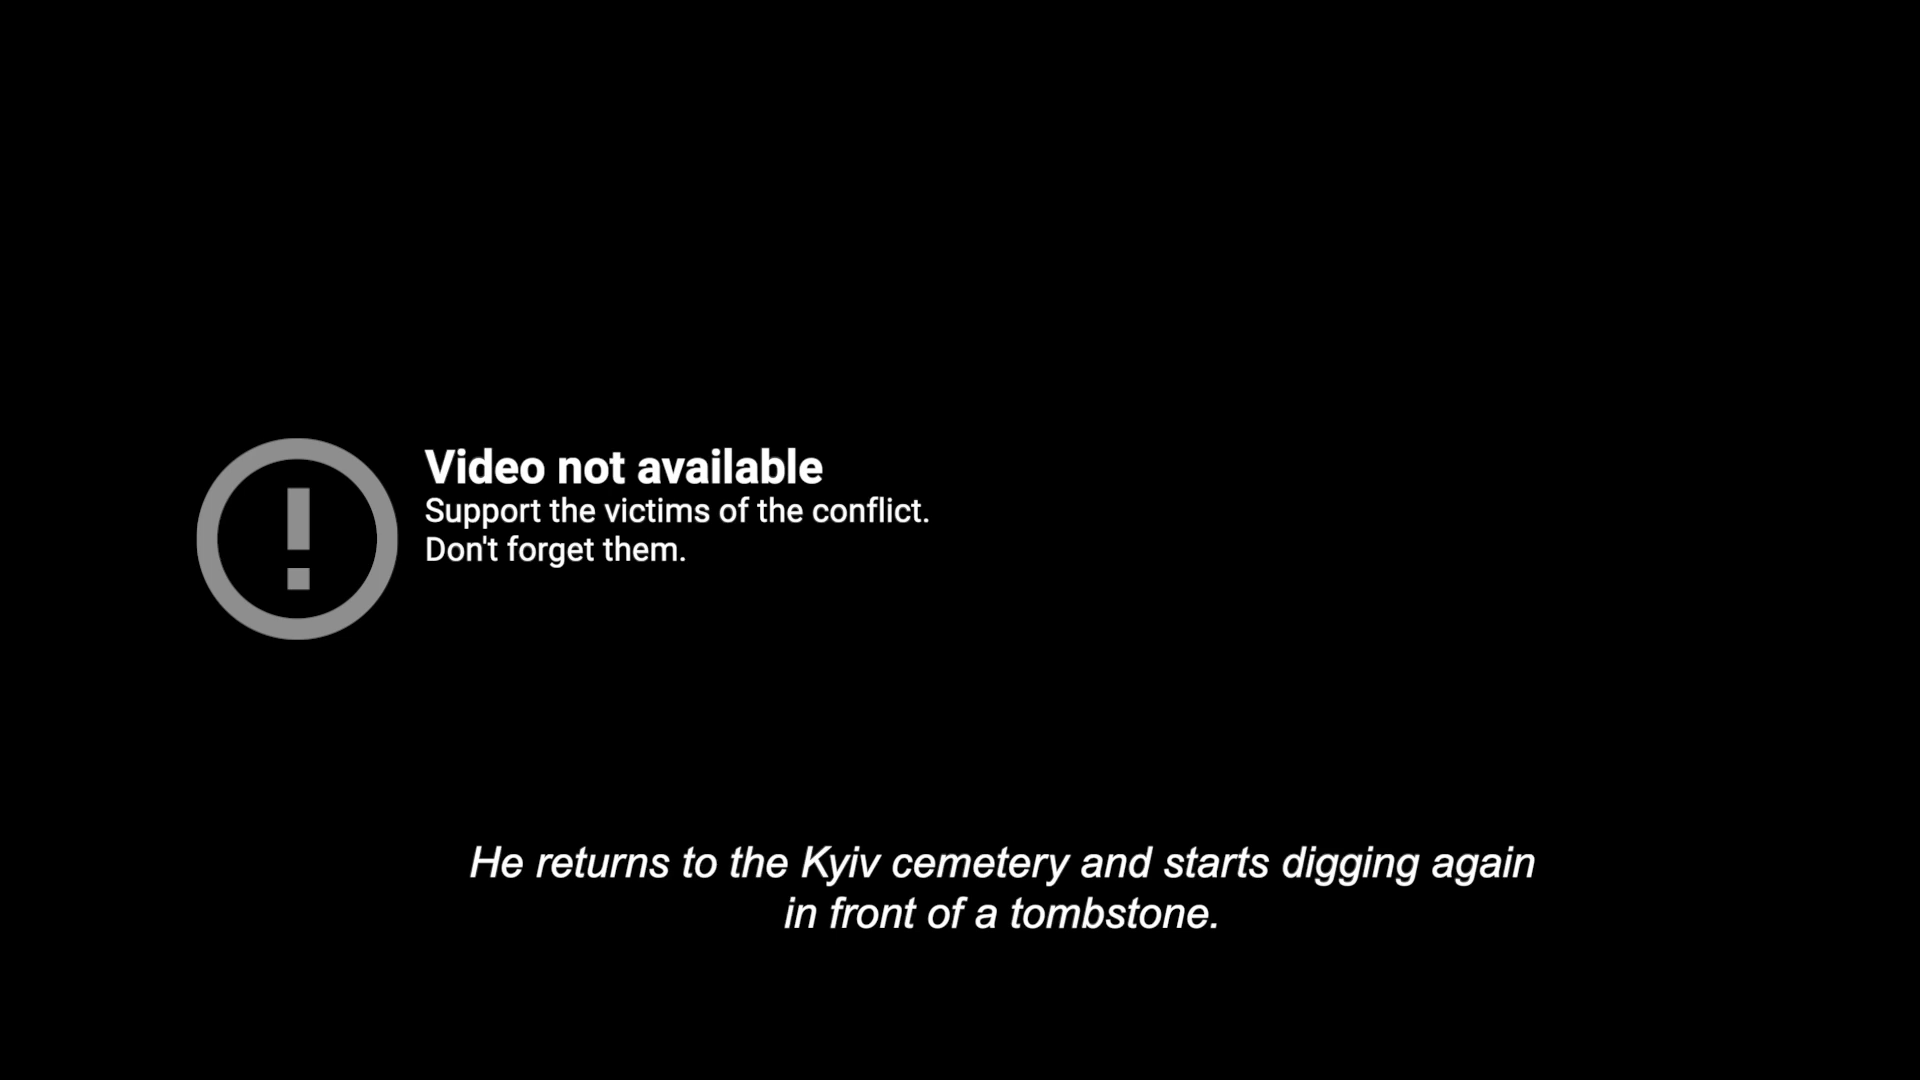 Video not available
Support the victims of the conflict.
Don't forget them.
He returns to the Kyiv cemetery and starts digging again
in front of a tombstone.